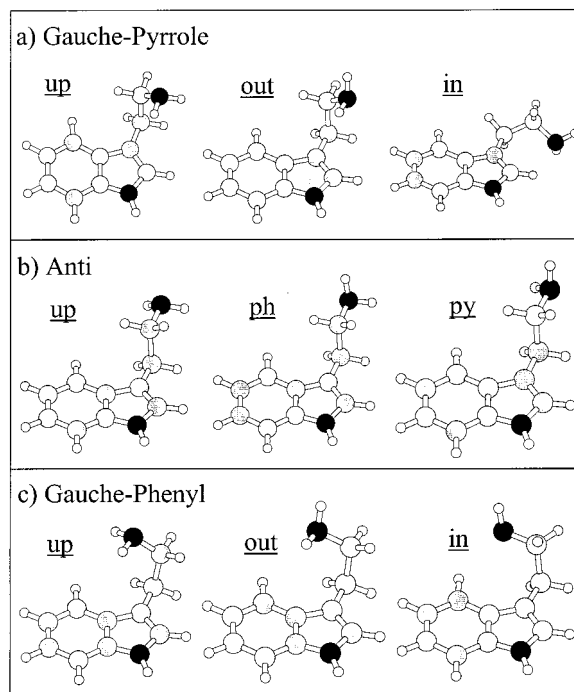 a) Gauche-Pyrrole
up out in
b) Anti
up ph py
c) Gauche-Phenyl
up out in